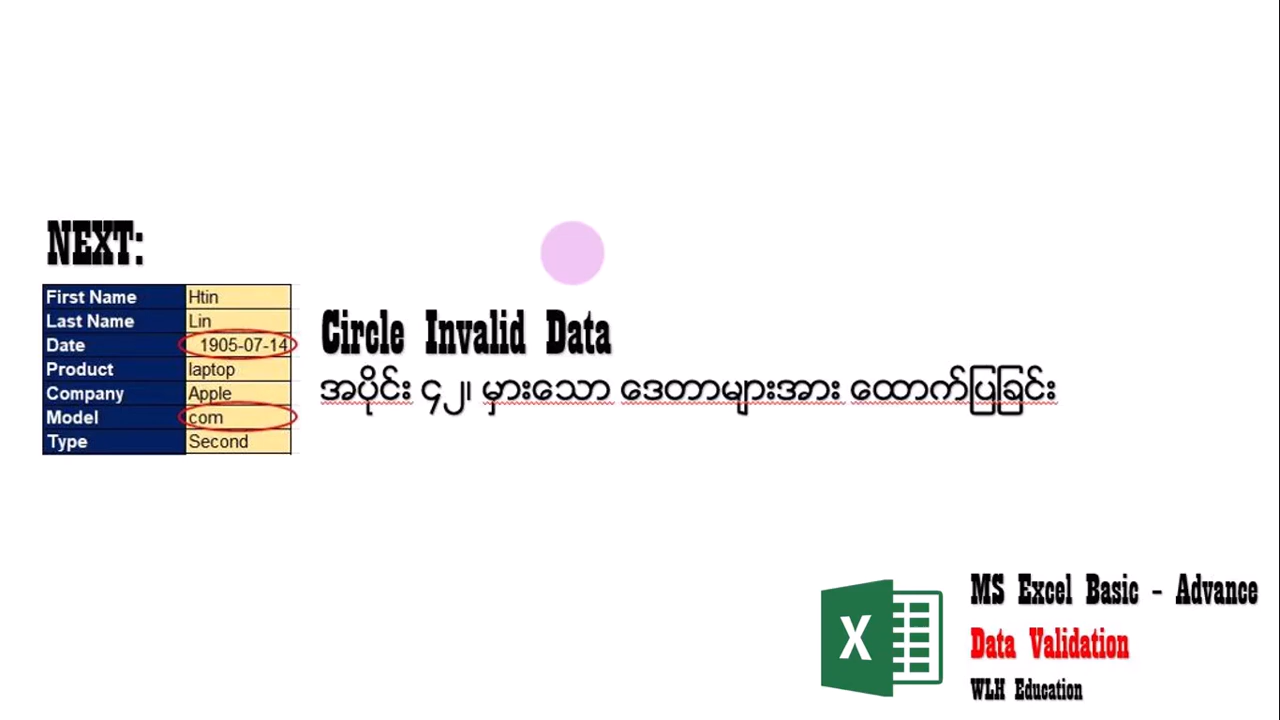 NEXT:
First Name Htin
Last Name Lin
Date 1905-07-14
Product laptop
Company Apple
Model com
Type Second
Circle Invalid Data
အပိုင်း ၄၂၊ မှားသော ဒေတာများအား ထောက်ပြခြင်း
X
MS Excel Basic - Advance
Data Validation
WLH Education